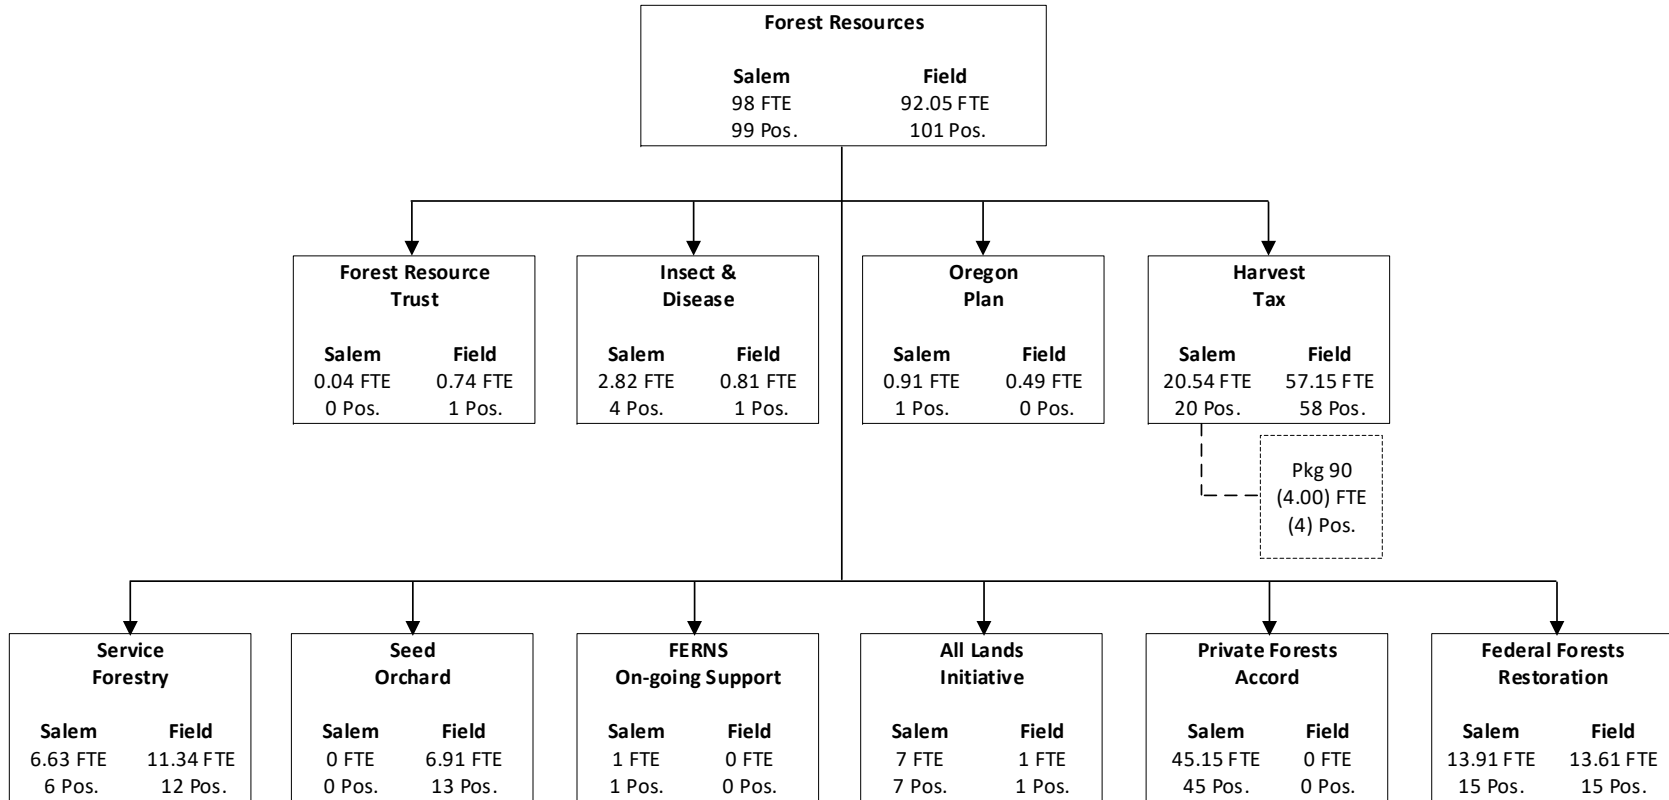 Forest Resources
Salem Field
98 FTE 92.05 FTE
99 Pos. 101 Pos.
Forest Resource
Trust
Salem Field
0.04 FTE 0.74 FTE
0 Pos. 1 Pos.
Insect &
Disease
Salem Field
2.82 FTE 0.81 FTE
4 Pos. 1 Pos.
Oregon
Plan
Salem Field
0.91 FTE 0.49 FTE
1 Pos. 0 Pos.
Harvest
Tax
Salem Field
20.54 FTE 57.15 FTE
20 Pos. 58 Pos.
Pkg 90
(4.00) FTE
(4) Pos.
Service
Forestry
Salem Field
6.63 FTE 11.34 FTE
6 Pos. 12 Pos.
Seed
Orchard
Salem Field
0 FTE 6.91 FTE
0 Pos. 13 Pos.
FERNS
On-going Support
Salem Field
1 FTE 0 FTE
1 Pos. 0 Pos.
All Lands
Initiative
Salem Field
7 FTE 1 FTE
7 Pos. 1 Pos.
Private Forests
Accord
Salem Field
45.15 FTE 0 FTE
45 Pos. 0 Pos.
Federal Forests
Restoration
Salem Field
13.91 FTE 13.61 FTE
15 Pos. 15 Pos.